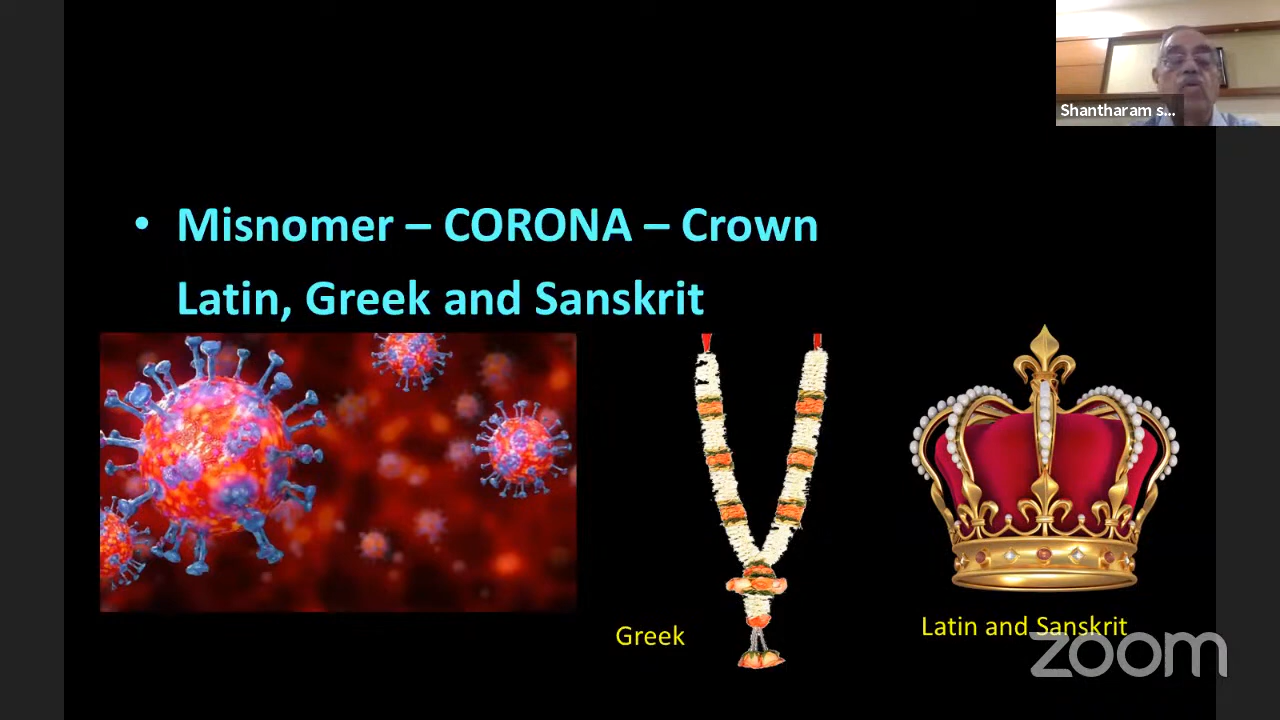 Shantharam s...
• Misnomer – CORONA – Crown
Latin, Greek and Sanskrit
Greek
Latin and Sanskrit
zoom